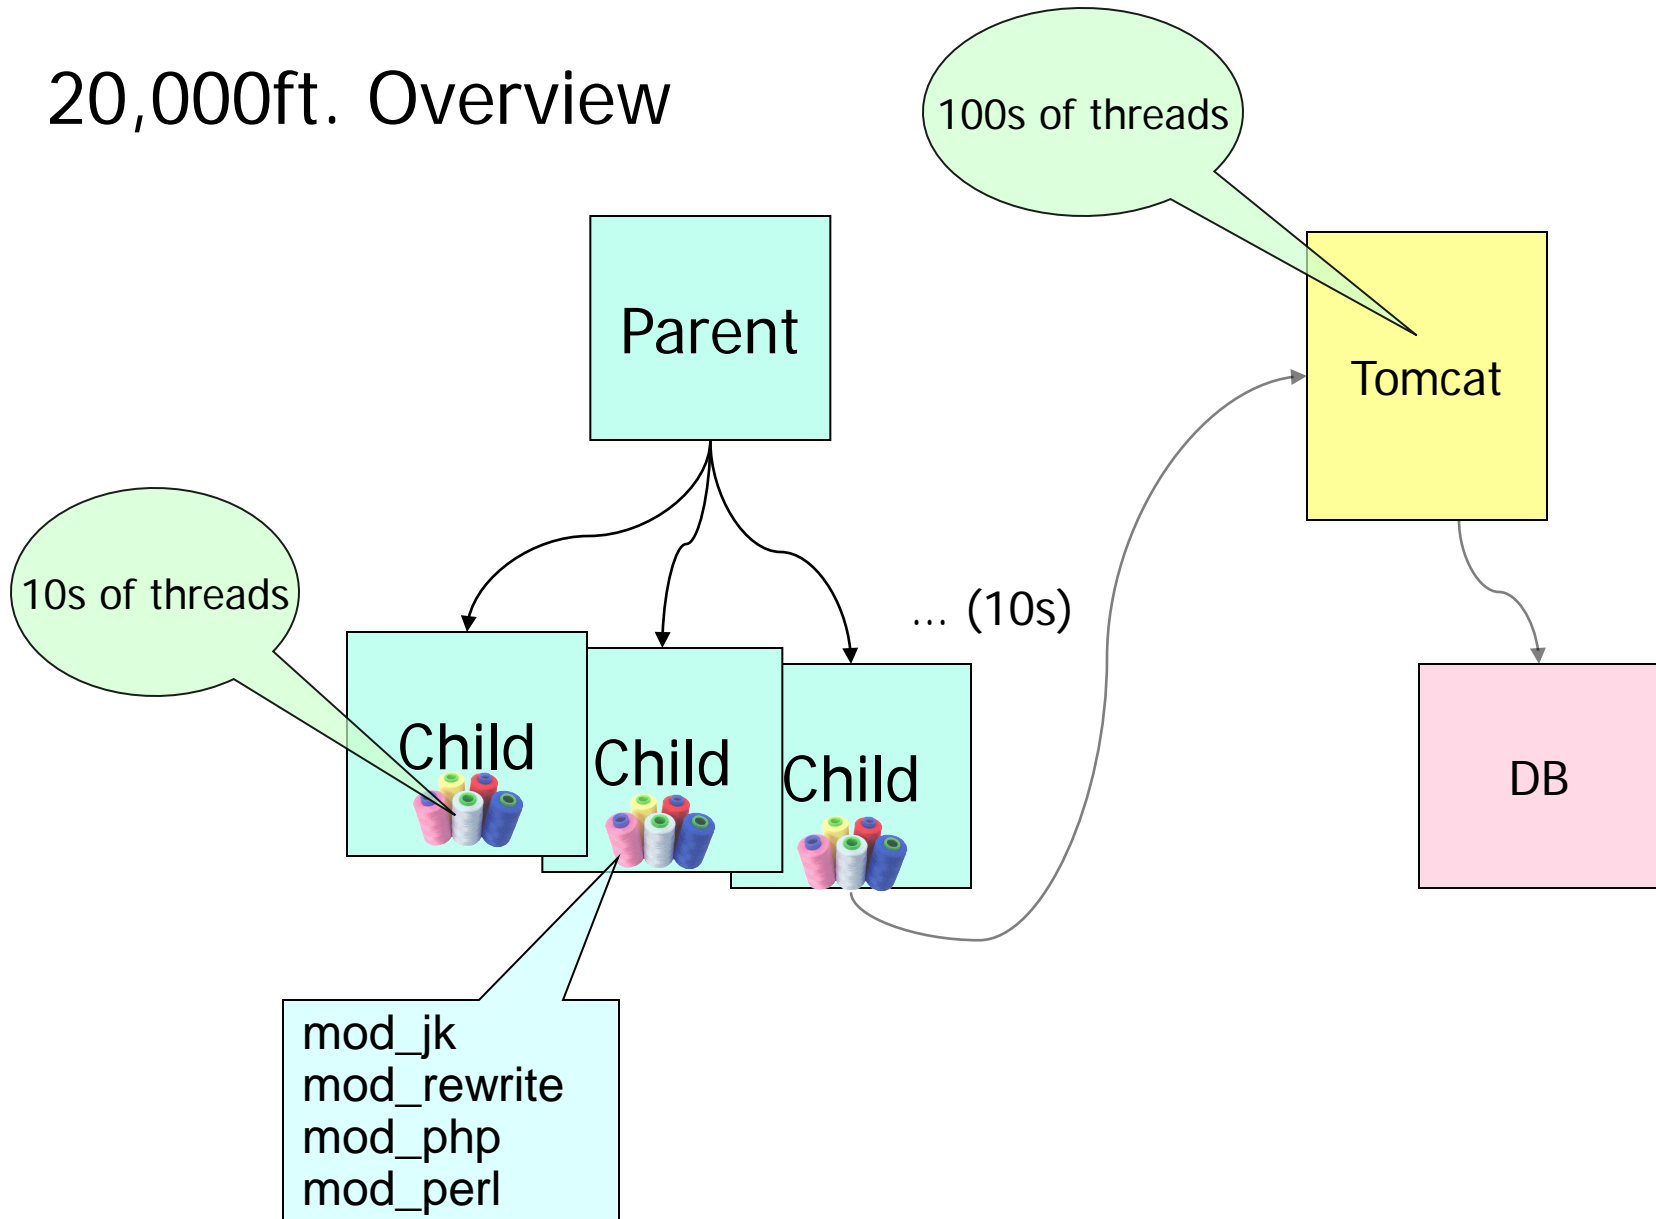 20,000ft. Overview
100s of threads
Parent
Tomcat
10s of threads
... (10s)
Child
Child
Child
DB
mod_jk
mod_rewrite
mod_php
mod_perl